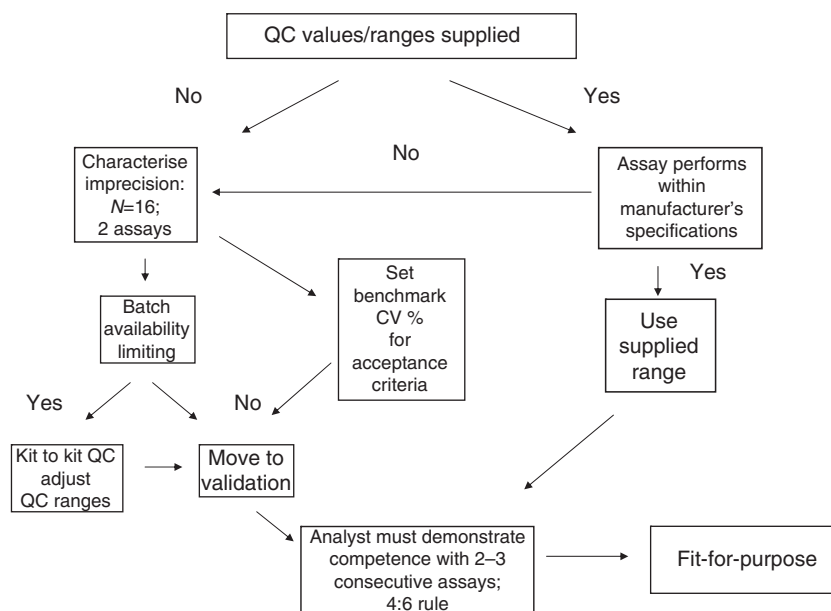 QC values/ranges supplied
No
Yes
Characterise
imprecision:
N=16;
2 assays
No
Assay performs
within
manufacturer's
specifications
Yes
Batch
availability
limiting
Set
benchmark
CV %
for
acceptance
criteria
Use
supplied
range
Yes
No
Kit to kit QC
adjust
QC ranges
Move to
validation
Analyst must demonstrate
competence with 2–3
consecutive assays;
4:6 rule
Fit-for-purpose